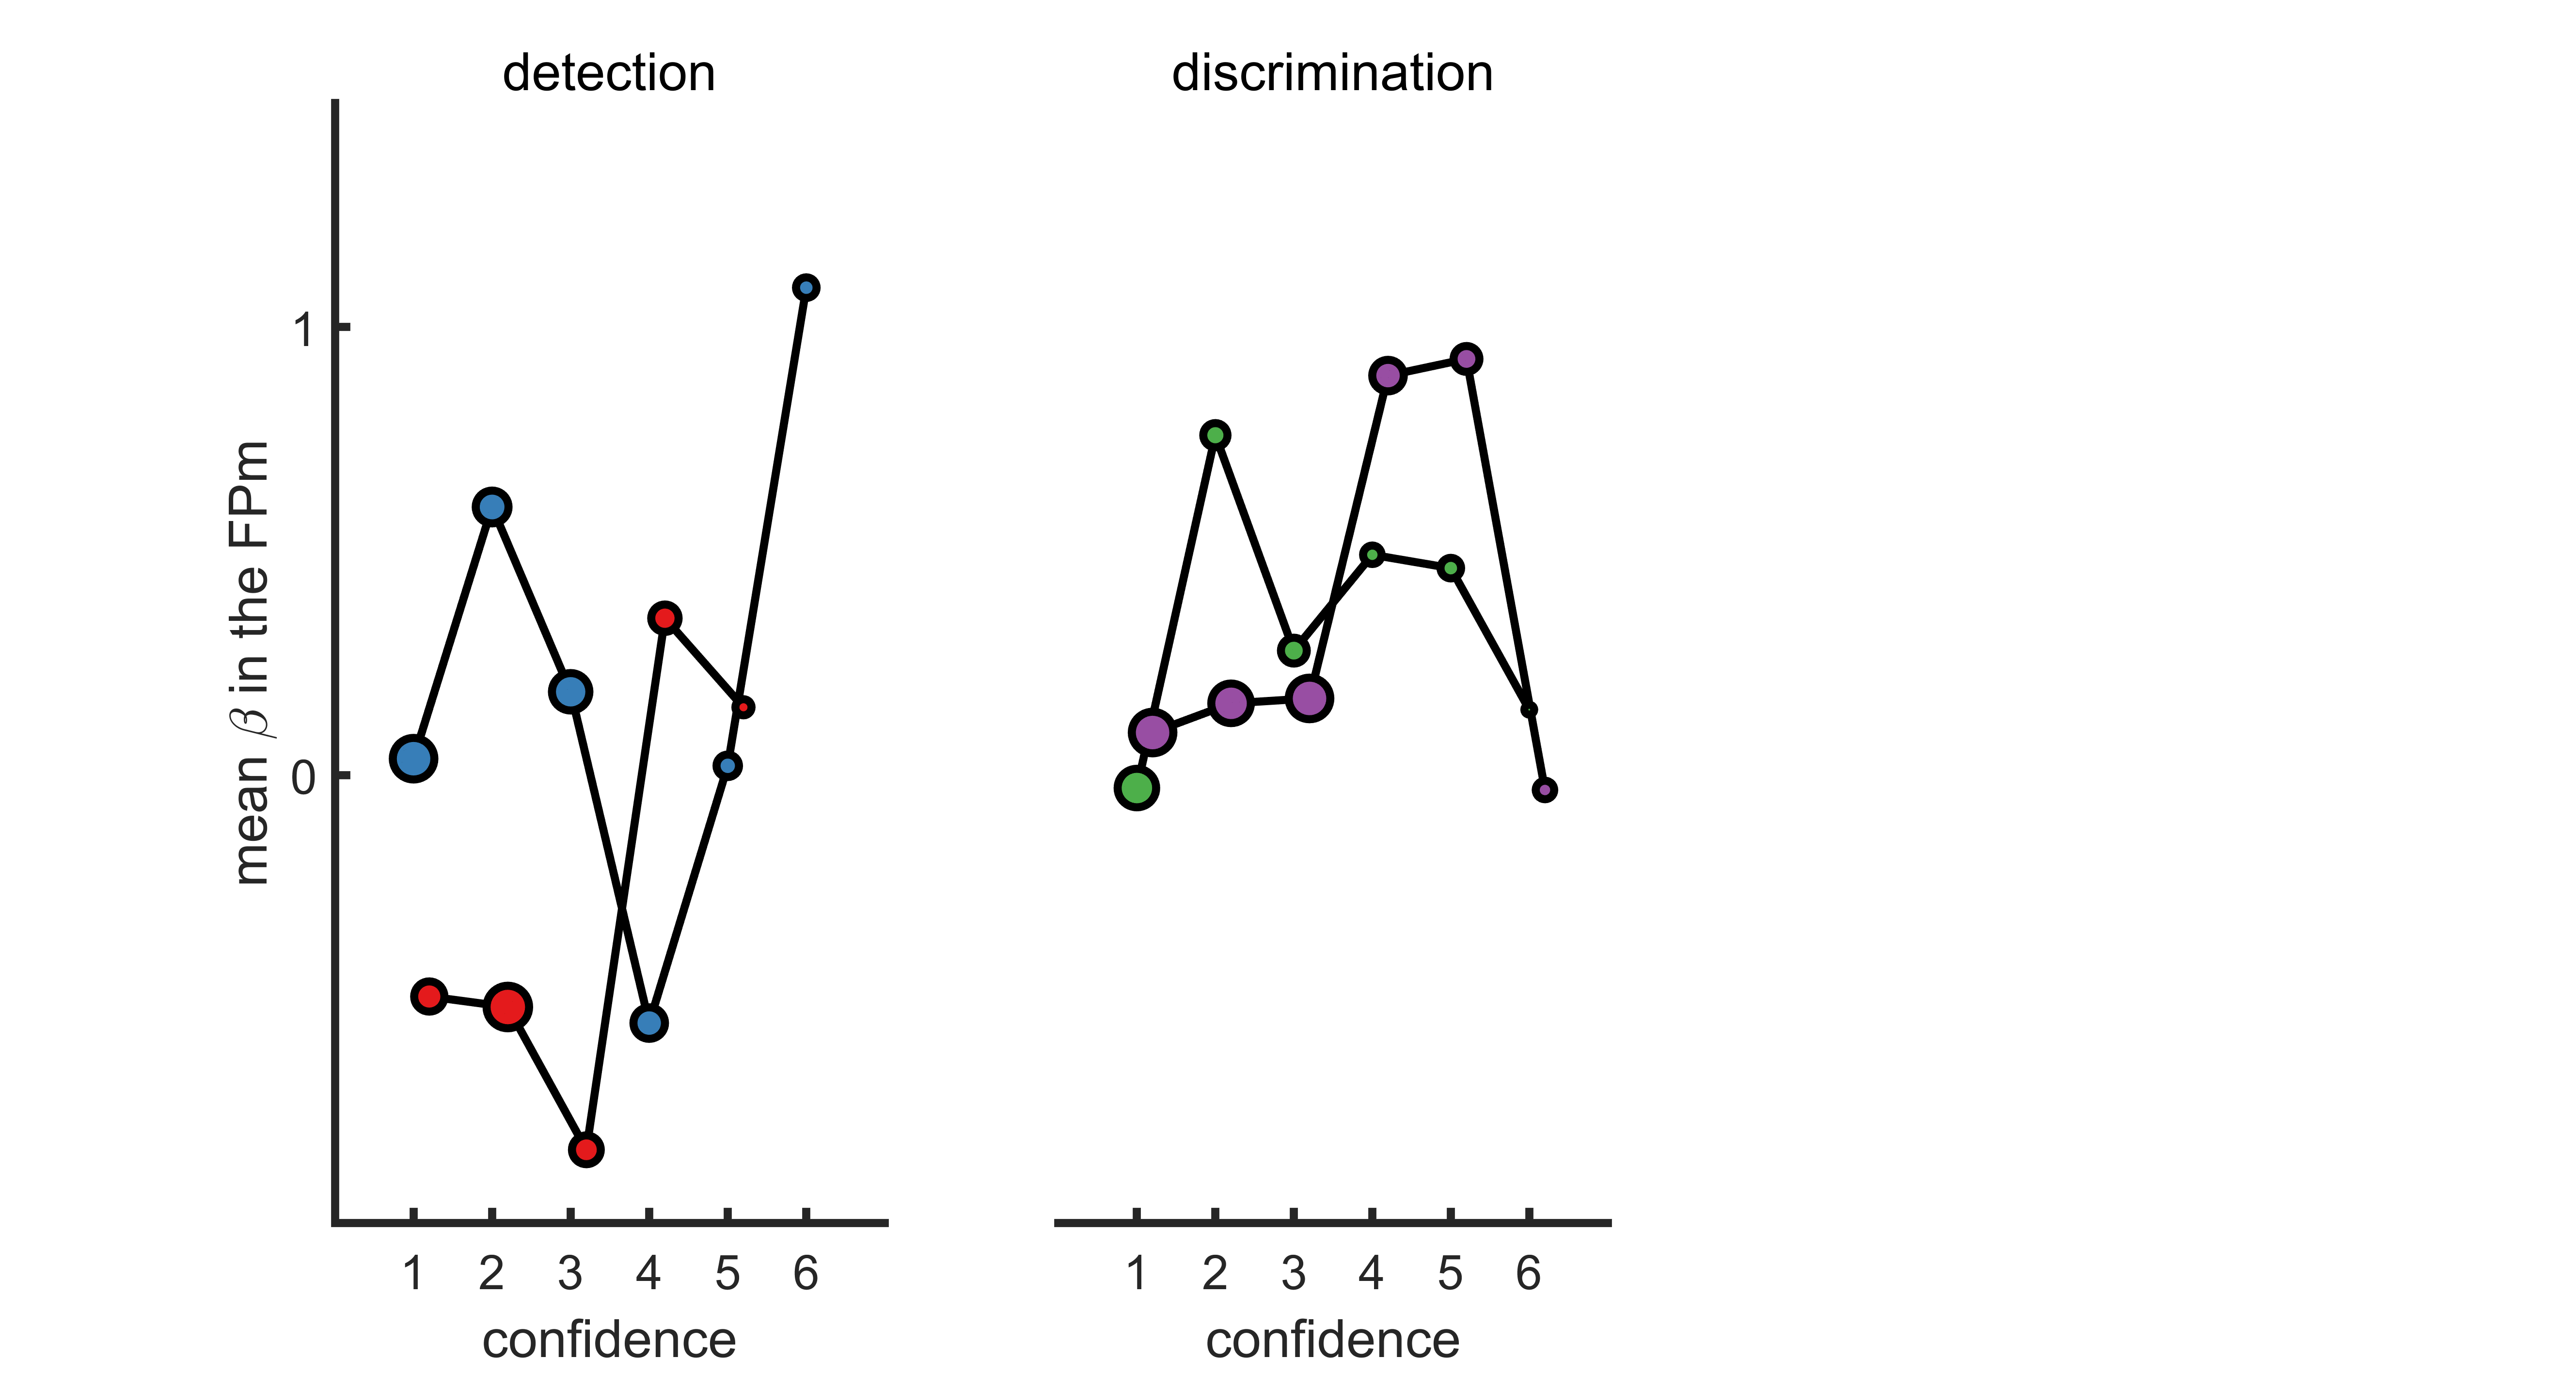 detection
discrimination
mean β in the FPm
1
0
1 2 3 4 5 6
1 2 3 4 5 6
confidence
confidence